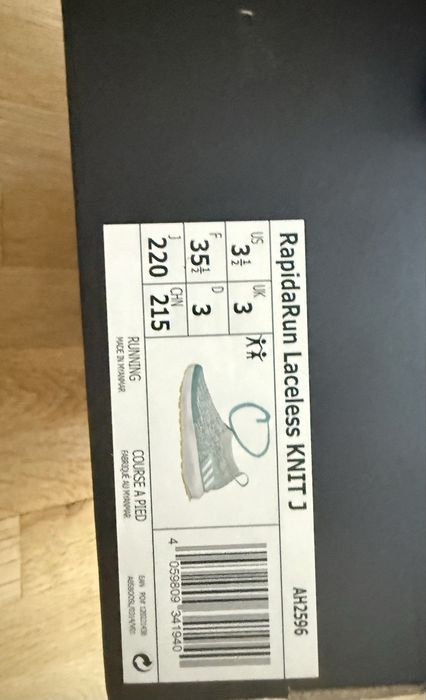 RapidaRun Laceless KNIT J AH2596
US UK
3½ 3
F D
35½ 3
J CHN
220 215
4 059809 341940
RUNNING COURSE A PIED
MADE IN MYANMAR FABRIQUE AU MYANMAR